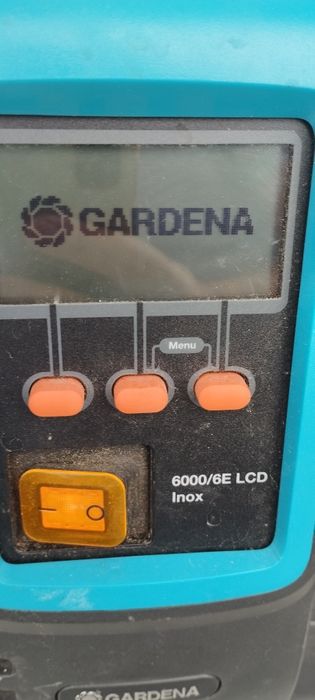 GARDENA
Menu
6000/6E LCD
Inox
GARDENA